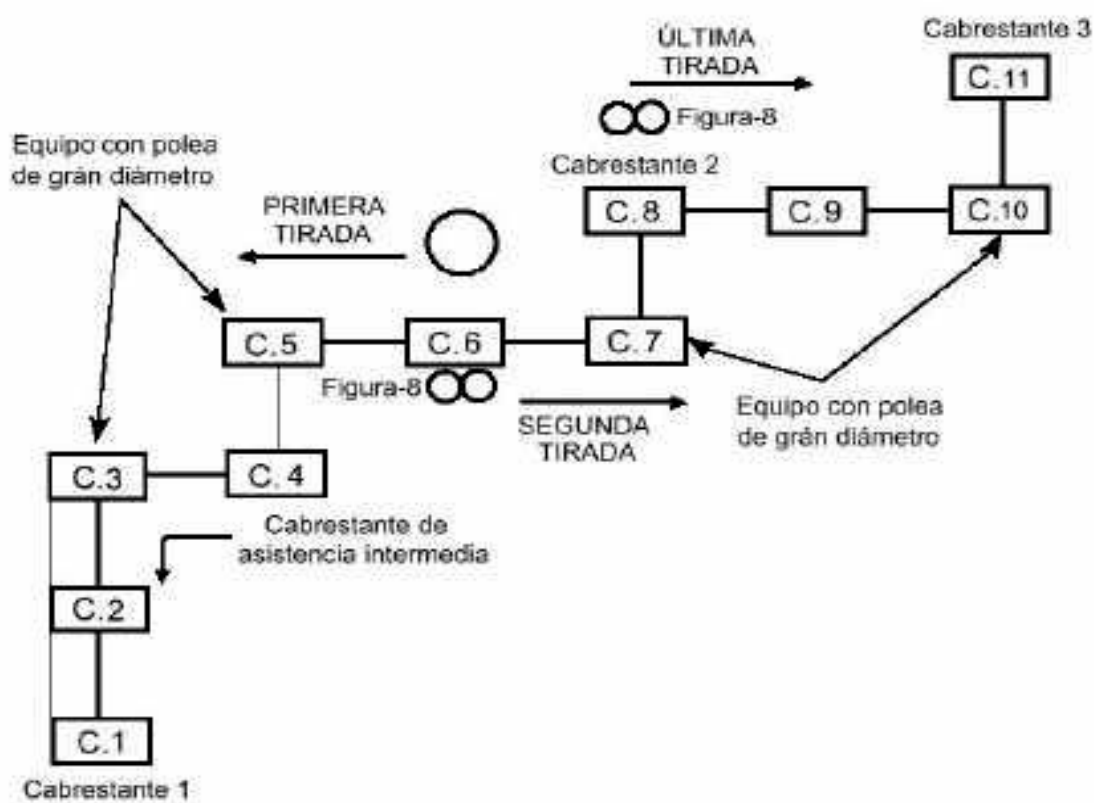 Cabrestante 3
ÚLTIMA
TIRADA
C.11
Figura-8
Equipo con polea
de grán diámetro
Cabrestante 2
PRIMERA
TIRADA
C.8
C.9
C.10
C.5
C.6
C.7
Figura-8
SEGUNDA
TIRADA
Equipo con polea
de grán diámetro
C.3
C.4
Cabrestante de
asistencia intermedia
C.2
C.1
Cabrestante 1